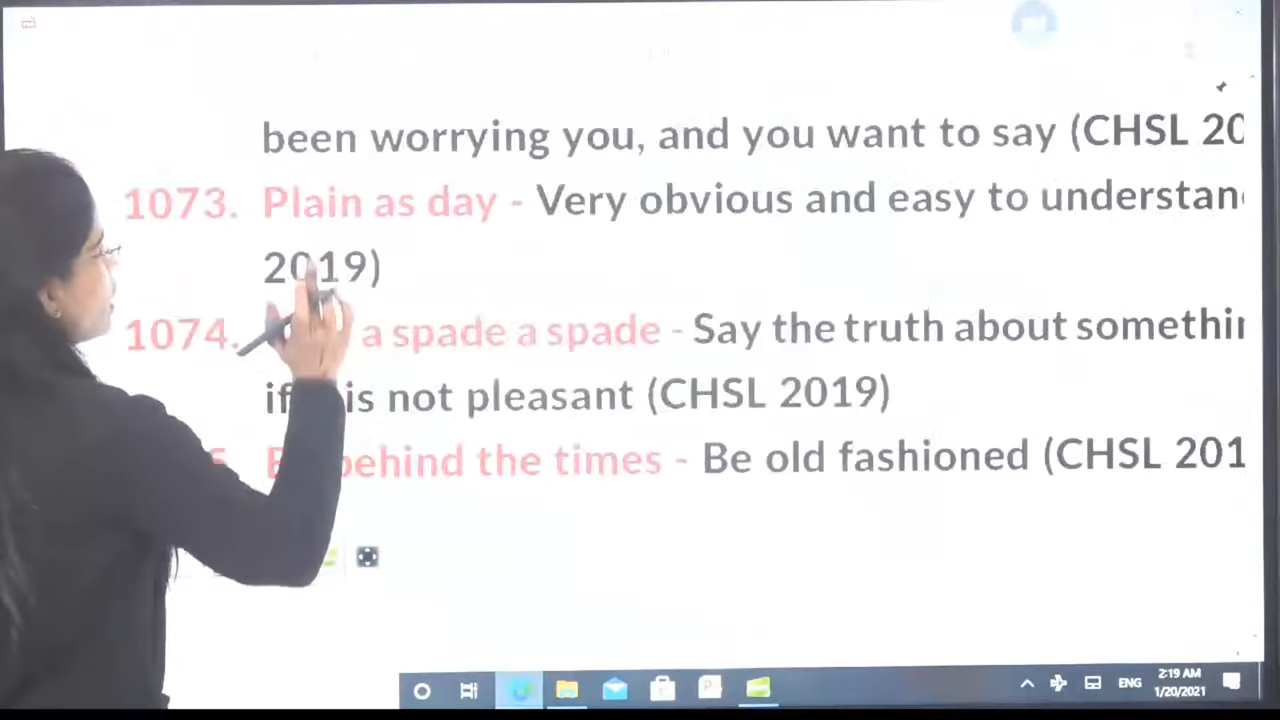 been worrying you, and you want to say (CHSL 20
1073. Plain as day - Very obvious and easy to understan
2019)
1074. a spade a spade - Say the truth about somethin
if is not pleasant (CHSL 2019)
behind the times - Be old fashioned (CHSL 201
ENG
2:19 AM
1/20/2021